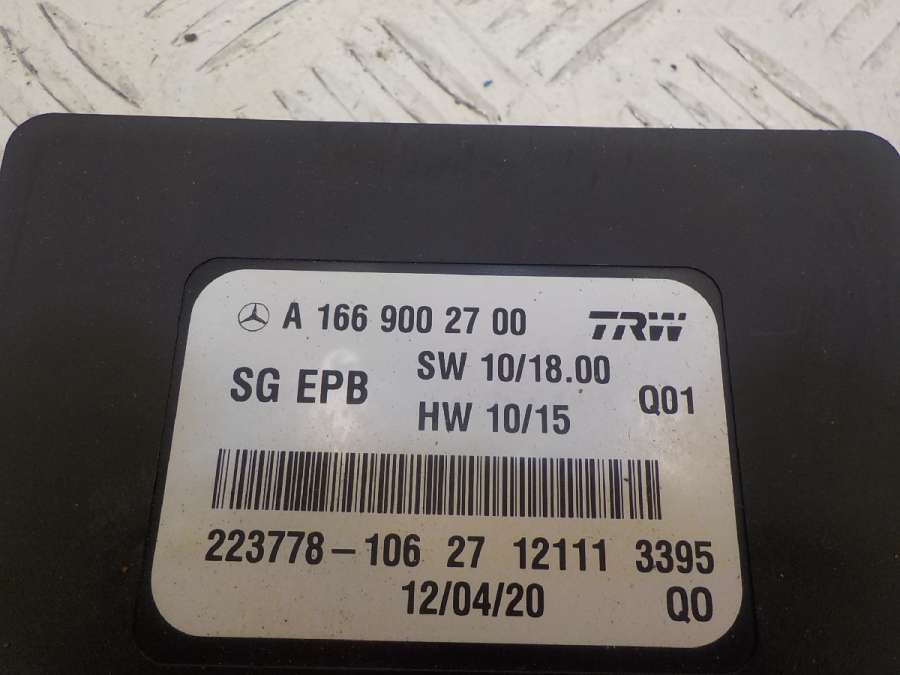 A 166 900 27 00 TRW
SG EPB SW 10/18.00
HW 10/15 Q01
223778-106 27 12111 3395
12/04/20 Q0